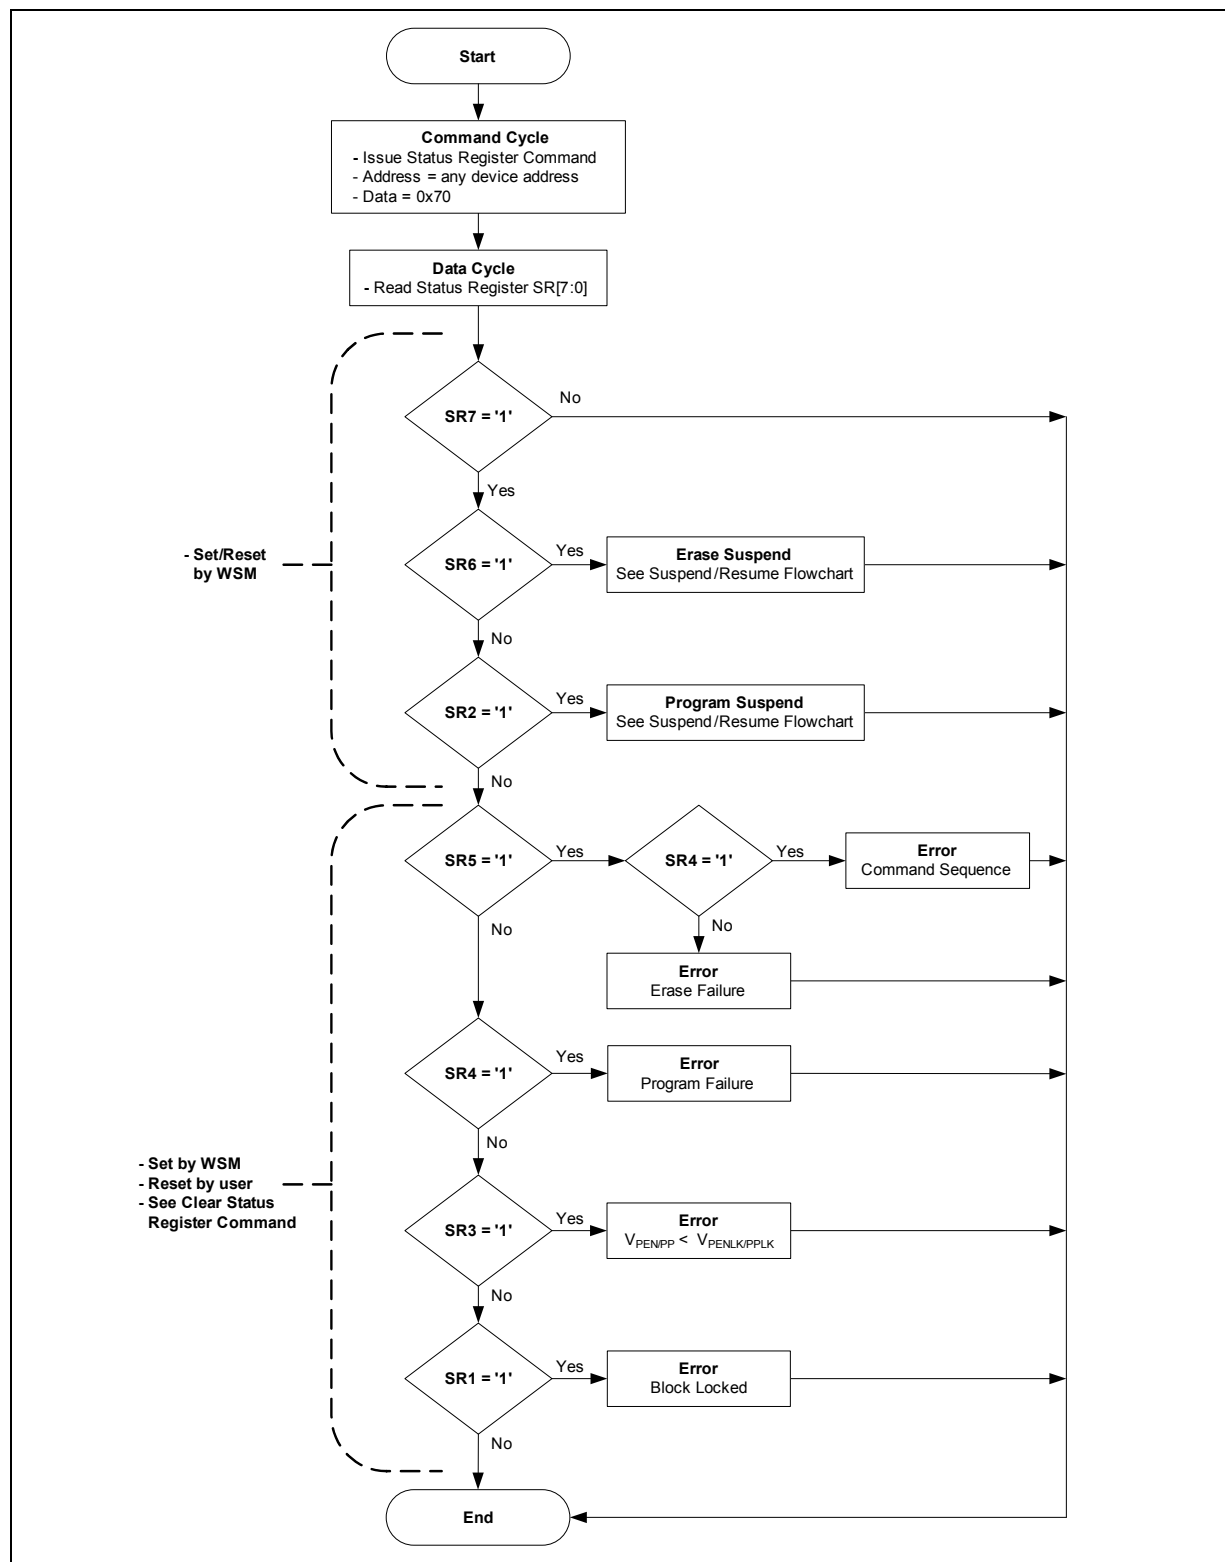 Start
Command Cycle
- Issue Status Register Command
- Address = any device address
- Data = 0x70
Data Cycle
- Read Status Register SR[7:0]
SR7 = '1'
No
Yes
- Set/Reset
by WSM
SR6 = '1'
Yes
Erase Suspend
See Suspend/Resume Flowchart
No
SR2 = '1'
Yes
Program Suspend
See Suspend/Resume Flowchart
No
SR5 = '1'
Yes
SR4 = '1'
Yes
Error
Command Sequence
No
No
Error
Erase Failure
SR4 = '1'
Yes
Error
Program Failure
No
- Set by WSM
- Reset by user
- See Clear Status
Register Command
SR3 = '1'
Yes
Error
VPEN/PP < VPENLK/PPLK
No
SR1 = '1'
Yes
Error
Block Locked
No
End